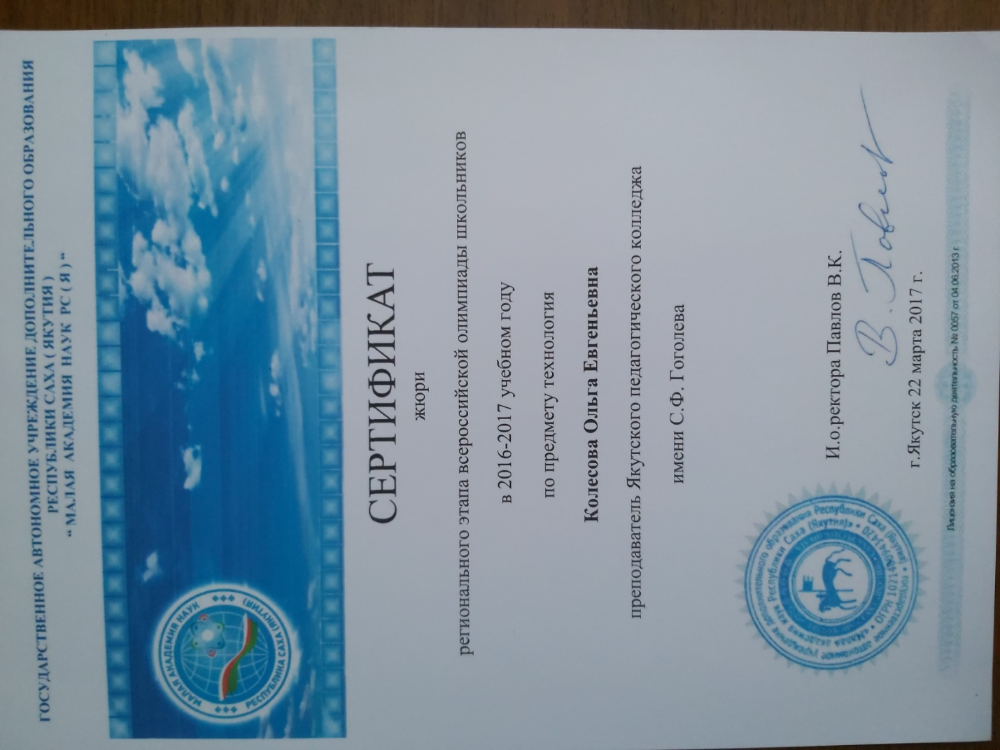 ГОСУДАРСТВЕННОЕ АВТОНОМНОЕ УЧРЕЖДЕНИЕ ДОПОЛНИТЕЛЬНОГО ОБРАЗОВАНИЯ
РЕСПУБЛИКИ САХА ( ЯКУТИЯ )
“ МАЛАЯ АКАДЕМИЯ НАУК РС ( Я ) “
МАЛАЯ АКАДЕМИЯ НАУК
РЕСПУБЛИКА САХА (ЯКУТИЯ)
СЕРТИФИКАТ
жюри
регионального этапа всероссийской олимпиады школьников
в 2016-2017 учебном году
по предмету технология
Колесова Ольга Евгеньевна
преподаватель Якутского педагогического колледжа
имени С.Ф. Гоголева
И.о.ректора Павлов В.К.
В. Павлов
г.Якутск 22 марта 2017 г.
Государственное автономное учреждение дополнительного образования Республики Саха (Якутия)
«Малая академия наук Республики Саха (Якутия)» • ОГРН
Лицензия на образовательную деятельность № 0057 от 04.06.2013 г.